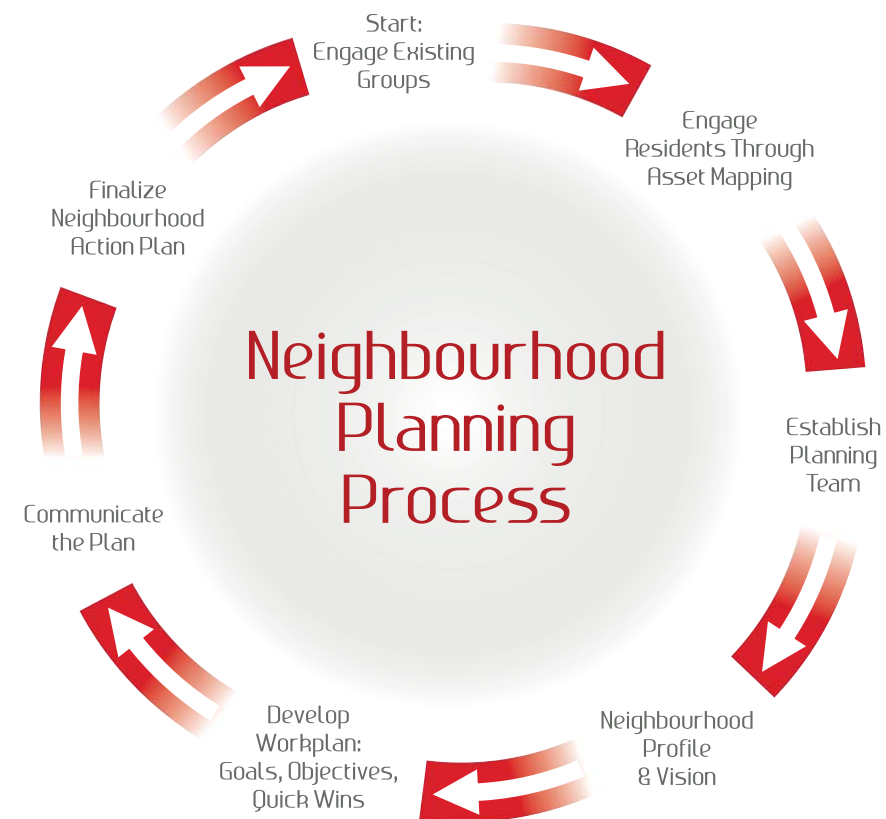 Start:
Engage Existing
Groups
Engage
Residents Through
Asset Mapping
Establish
Planning
Team
Neighbourhood
Profile
& Vision
Develop
Workplan:
Goals, Objectives,
Quick Wins
Communicate
the Plan
Finalize
Neighbourhood
Action Plan
Neighbourhood
Planning
Process